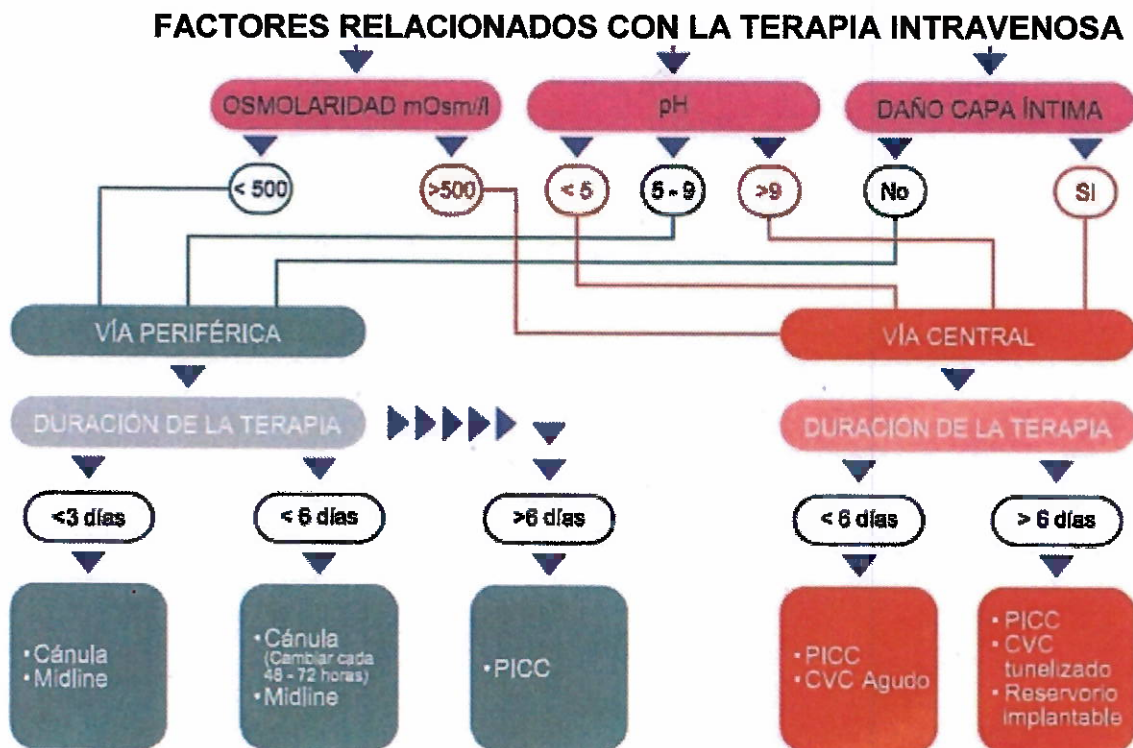 FACTORES RELACIONADOS CON LA TERAPIA INTRAVENOSA
OSMOLARIDAD mOsm/l
pH
DAÑO CAPA ÍNTIMA
< 500
>500
< 5
5 - 9
>9
No
SI
VÍA PERIFÉRICA
VÍA CENTRAL
DURACIÓN DE LA TERAPIA
DURACIÓN DE LA TERAPIA
<3 días
< 6 días
>6 días
< 6 días
> 6 días
• Cánula
• Midline
• Cánula
(Cambiar cada
48 - 72 horas)
• Midline
• PICC
• PICC
• CVC Agudo
• PICC
• CVC
tunelizado
• Reservorio
implantable